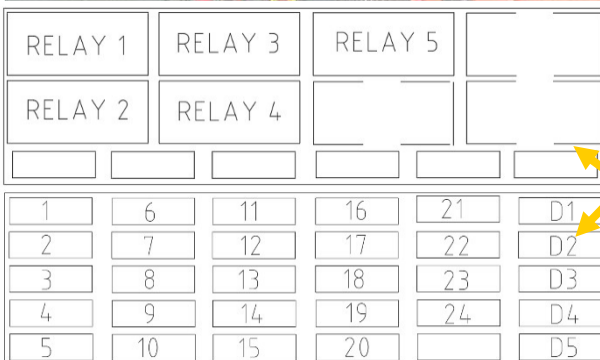 RELAY 1 RELAY 3 RELAY 5
RELAY 2 RELAY 4
1 6 11 16 21 D1
2 7 12 17 22 D2
3 8 13 18 23 D3
4 9 14 19 24 D4
5 10 15 20 D5